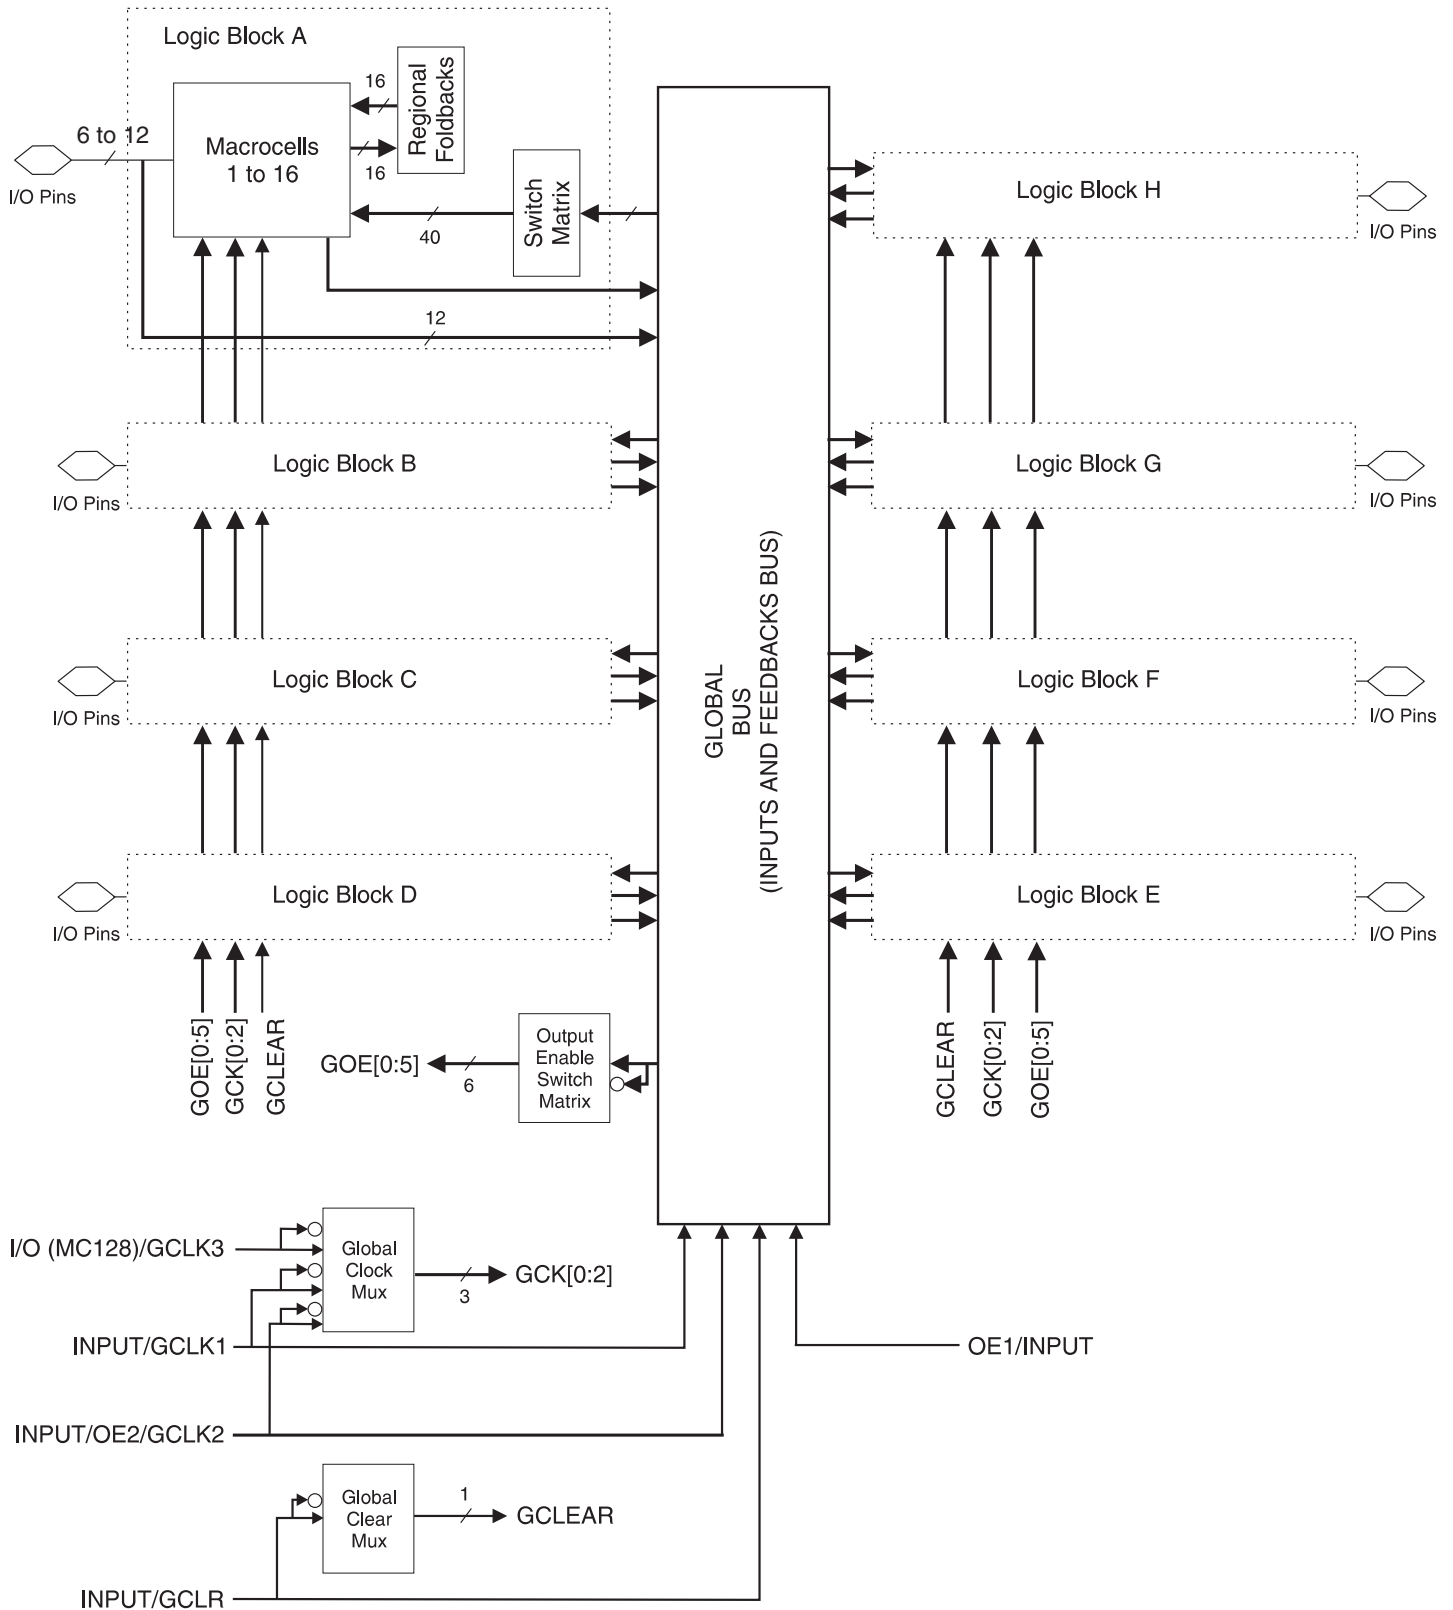 Logic Block A
6 to 12
I/O Pins
Macrocells
1 to 16
16
16
Regional
Foldbacks
40
Switch
Matrix
12
Logic Block H
I/O Pins
Logic Block B
I/O Pins
Logic Block G
I/O Pins
Logic Block C
I/O Pins
Logic Block F
I/O Pins
Logic Block D
I/O Pins
Logic Block E
I/O Pins
GLOBAL
BUS
(INPUTS AND FEEDBACKS BUS)
GOE[0:5]
GCK[0:2]
GCLEAR
GCLEAR
GCK[0:2]
GOE[0:5]
GOE[0:5]
6
Output
Enable
Switch
Matrix
I/O (MC128)/GCLK3
Global
Clock
Mux
3
GCK[0:2]
INPUT/GCLK1
OE1/INPUT
INPUT/OE2/GCLK2
Global
Clear
Mux
1
GCLEAR
INPUT/GCLR